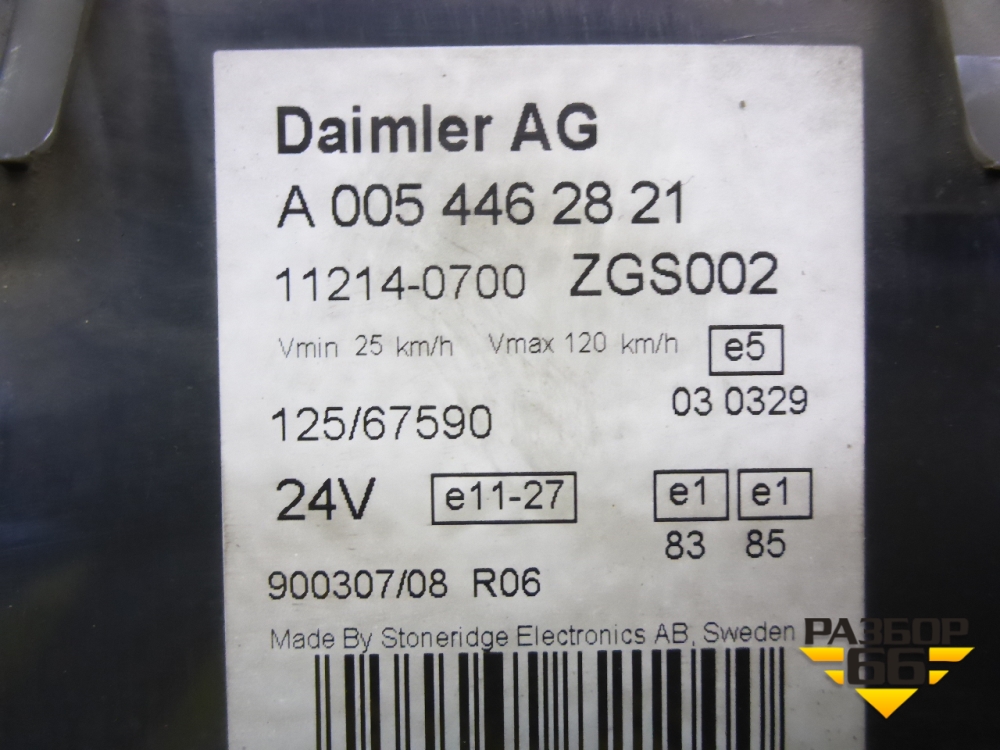 Daimler AG
A 005 446 28 21
11214-0700 ZGS002
Vmin 25 km/h Vmax 120 km/h e5
03 0329
125/67590
24V e11-27 e1 e1
83 85
900307/08 R06
Made By Stoneridge Electronics AB, Sweden
РАЗБОР
66